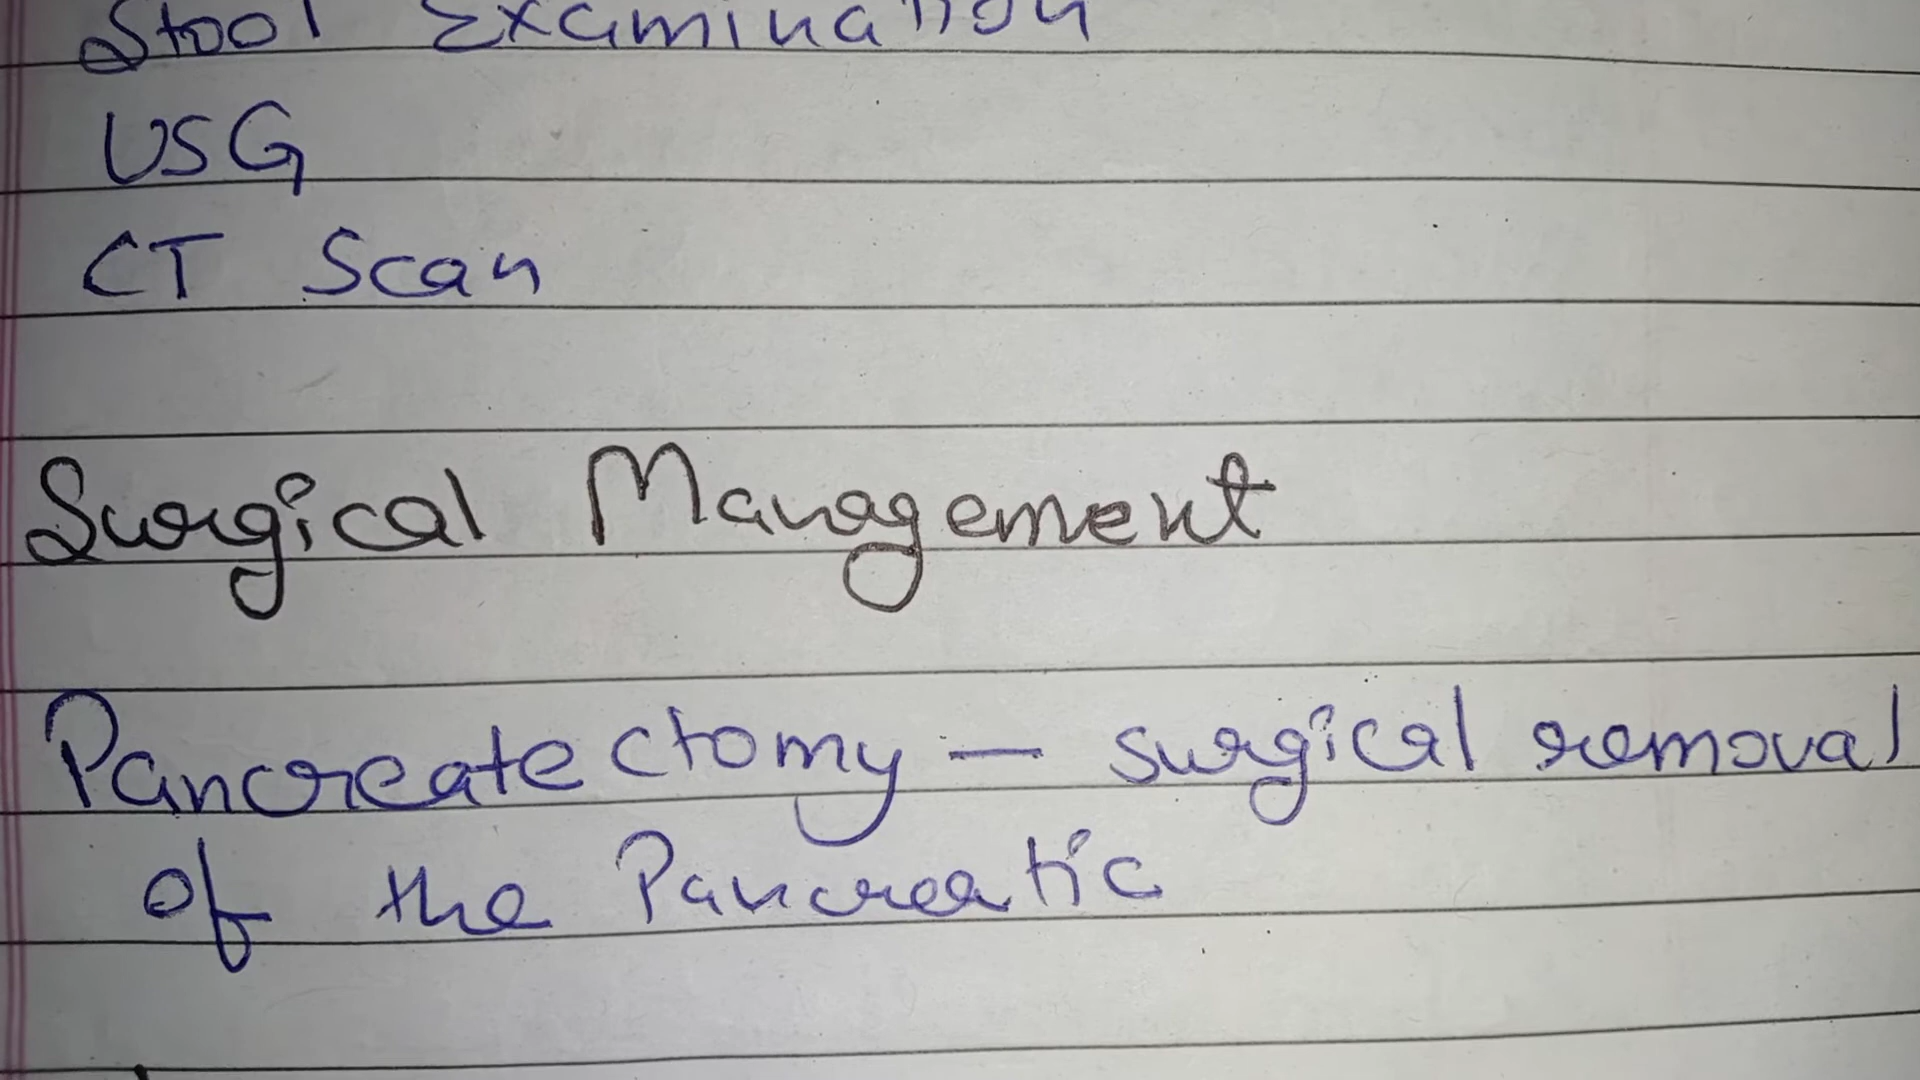 Stool Examination
USG
CT Scan
Surgical Management
Pancreatectomy — surgical removal
of the Pancreatic